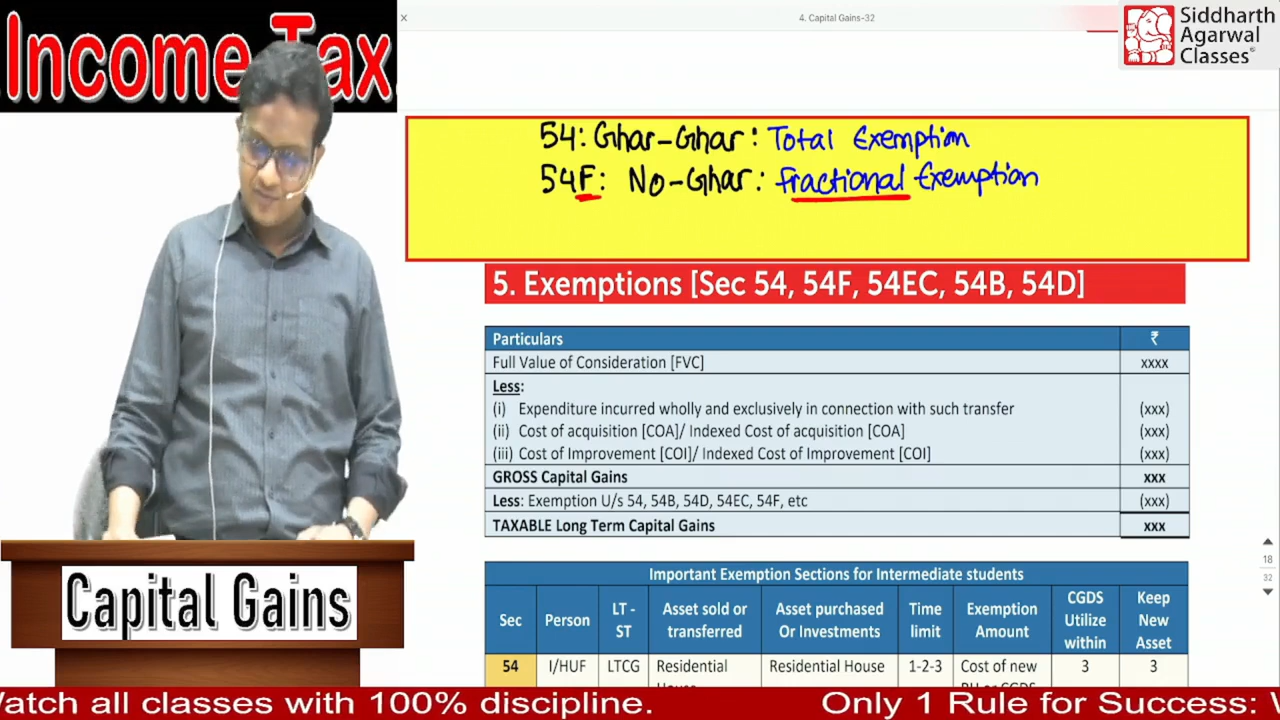 Income Tax
4. Capital Gains-32
Siddharth
Agarwal
Classes
54: Ghar-Ghar: Total Exemption
54F: No-Ghar: fractional Exemption
5. Exemptions [Sec 54, 54F, 54EC, 54B, 54D]
Particulars ₹
Full Value of Consideration [FVC] xxxx
Less:
(i) Expenditure incurred wholly and exclusively in connection with such transfer (xxx)
(ii) Cost of acquisition [COA]/ Indexed Cost of acquisition [COA] (xxx)
(iii) Cost of Improvement [COI]/ Indexed Cost of Improvement [COI] (xxx)
GROSS Capital Gains xxx
Less: Exemption U/s 54, 54B, 54D, 54EC, 54F, etc (xxx)
TAXABLE Long Term Capital Gains xxx
18
32
Important Exemption Sections for Intermediate students
Sec Person LT - ST Asset sold or transferred Asset purchased Or Investments Time limit Exemption Amount CGDS Utilize within Keep New Asset
54 I/HUF LTCG Residential Residential House 1-2-3 Cost of new 3 3
Capital Gains
Watch all classes with 100% discipline. Only 1 Rule for Success: W